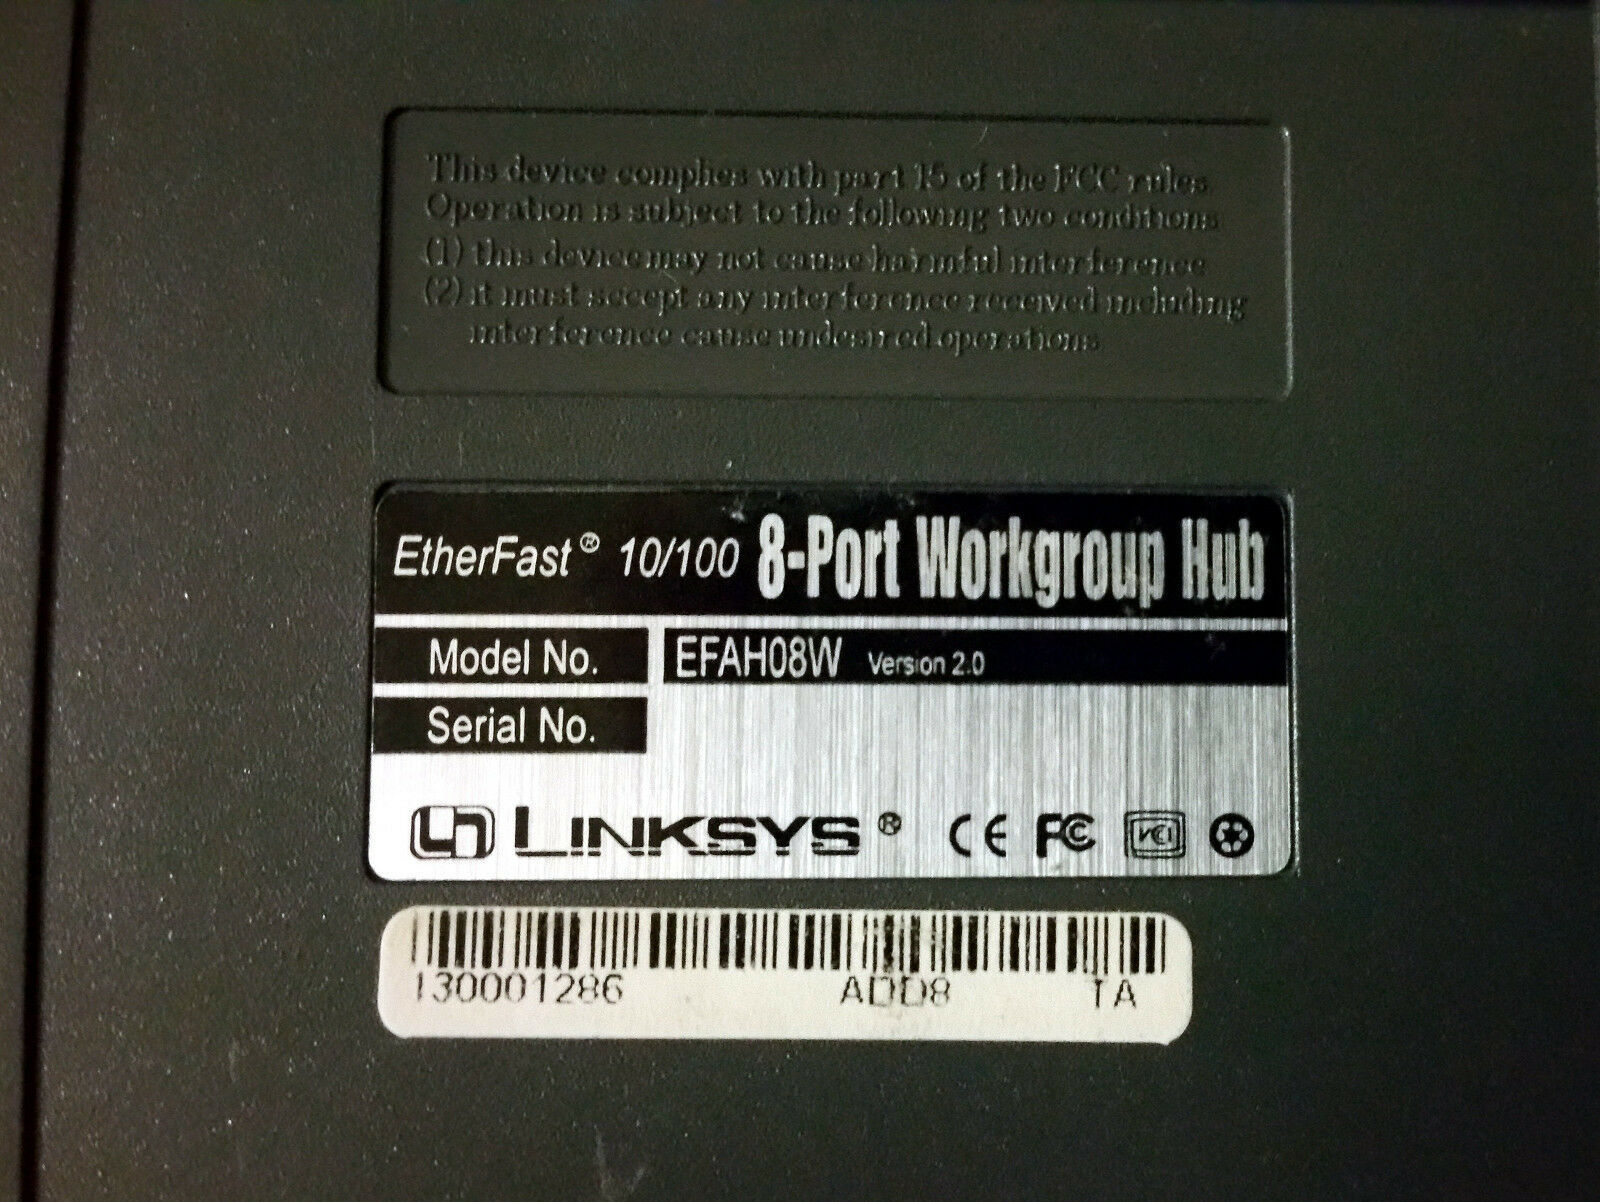 This device complies with part 15 of the FCC rules
Operation is subject to the following two conditions
(1) this device may not cause harmful interference
(2) it must accept any interference received including
interference cause undesired operations
EtherFast® 10/100 8-Port Workgroup Hub
Model No. EFAH08W Version 2.0
Serial No.
LINKSYS® CE FC VCI
130001286 ADD8 TA